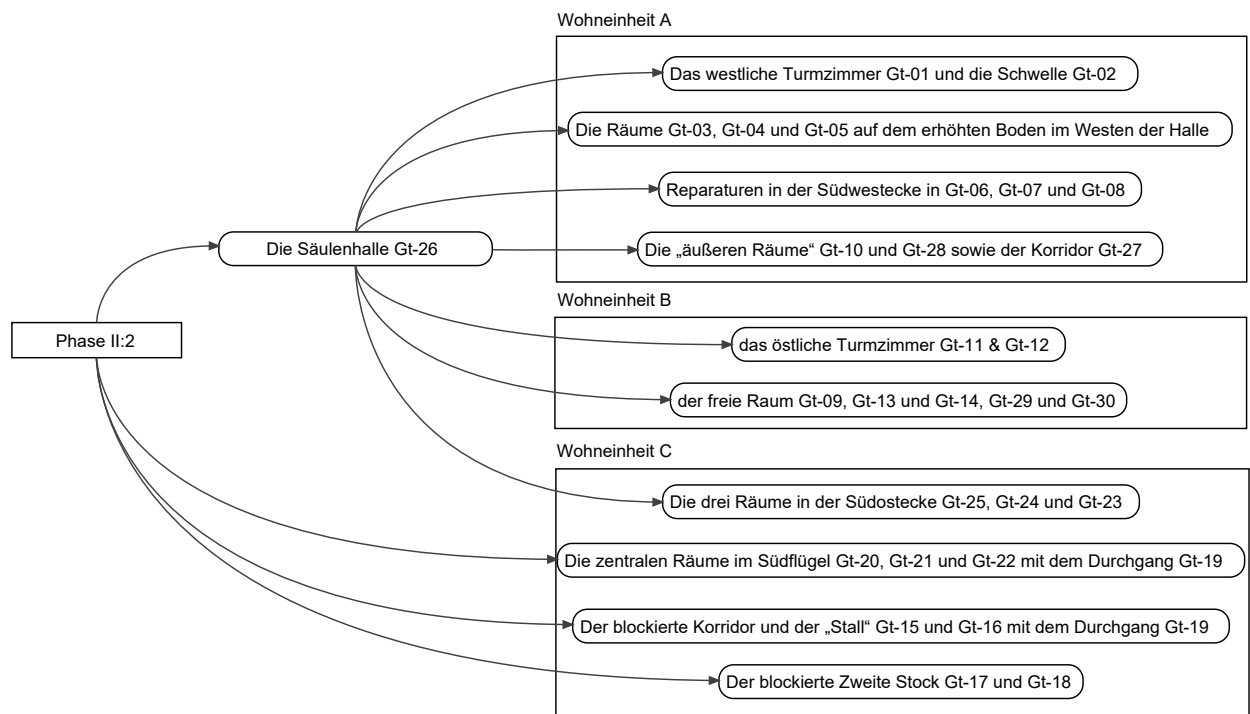 Wohneinheit A
Das westliche Turmzimmer Gt-01 und die Schwelle Gt-02
Die Räume Gt-03, Gt-04 und Gt-05 auf dem erhöhten Boden im Westen der Halle
Reparaturen in der Südwestecke in Gt-06, Gt-07 und Gt-08
Die Säulenhalle Gt-26
Die „äußeren Räume“ Gt-10 und Gt-28 sowie der Korridor Gt-27
Wohneinheit B
Phase II:2
das östliche Turmzimmer Gt-11 & Gt-12
der freie Raum Gt-09, Gt-13 und Gt-14, Gt-29 und Gt-30
Wohneinheit C
Die drei Räume in der Südostecke Gt-25, Gt-24 und Gt-23
Die zentralen Räume im Südflügel Gt-20, Gt-21 und Gt-22 mit dem Durchgang Gt-19
Der blockierte Korridor und der „Stall“ Gt-15 und Gt-16 mit dem Durchgang Gt-19
Der blockierte Zweite Stock Gt-17 und Gt-18